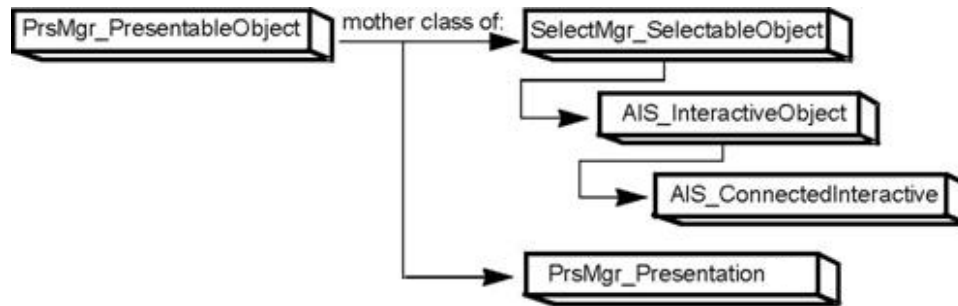 PrsMgr_PresentableObject
mother class of;
SelectMgr_SelectableObject
AIS_InteractiveObject
AIS_ConnectedInteractive
PrsMgr_Presentation